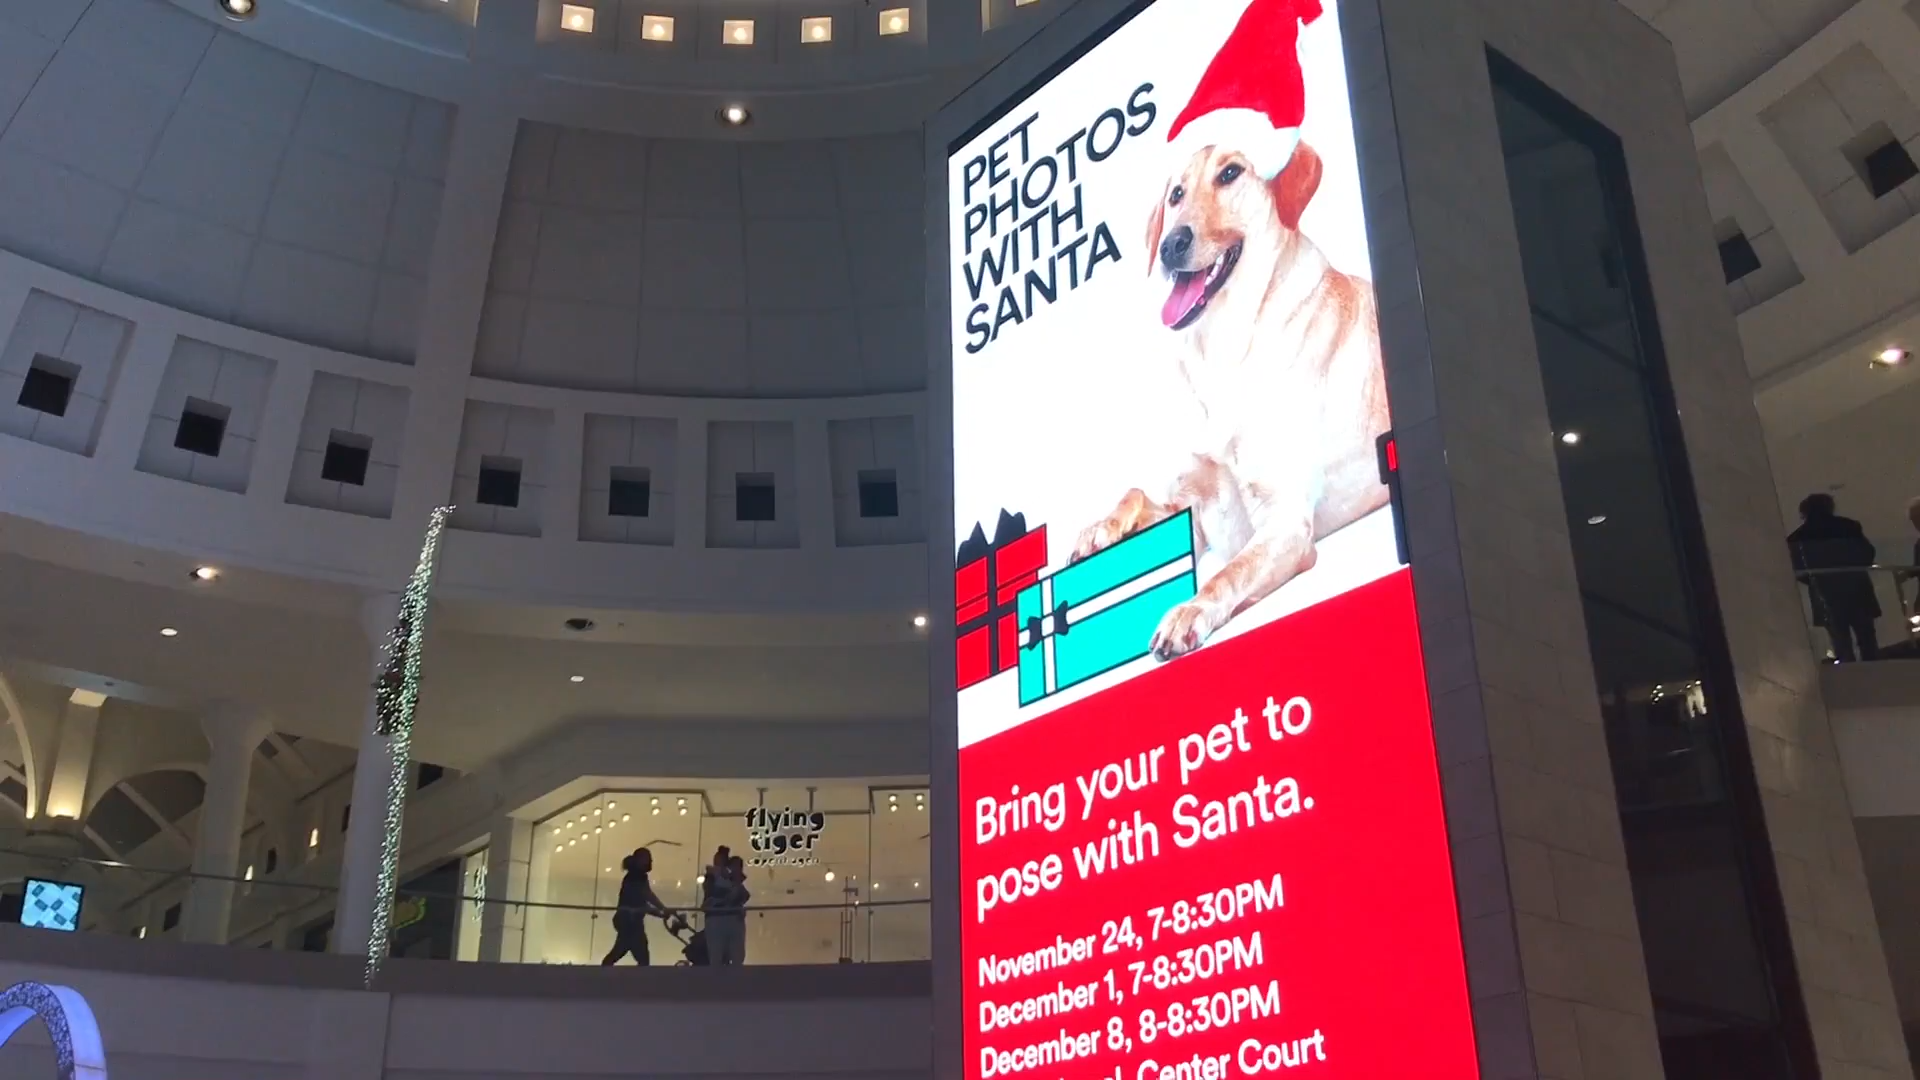 PET
PHOTOS
WITH
SANTA
Bring your pet to
pose with Santa.
November 24, 7-8:30PM
December 1, 7-8:30PM
December 8, 8-8:30PM
Center Court
flying
tiger
copenhagen